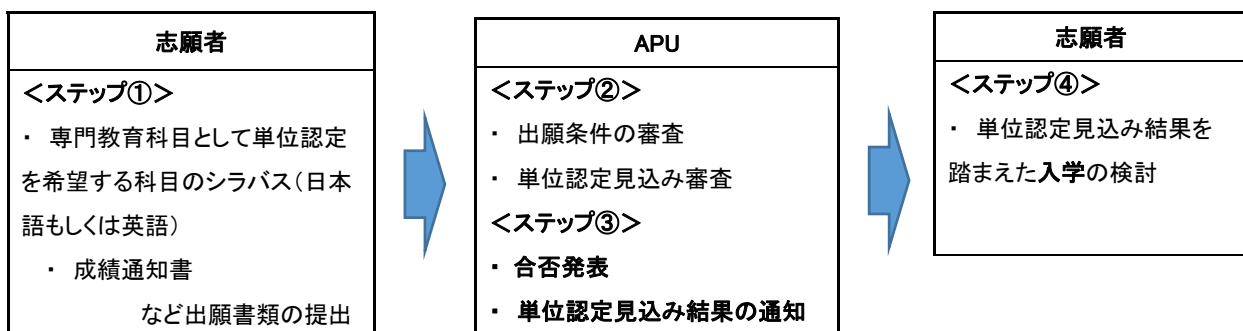 志願者
<ステップ①>
・ 専門教育科目として単位認定
を希望する科目のシラバス(日本
語もしくは英語)
・ 成績通知書
など出願書類の提出
APU
<ステップ②>
・ 出願条件の審査
・ 単位認定見込み審査
<ステップ③>
・ 合否発表
・ 単位認定見込み結果の通知
志願者
<ステップ④>
・ 単位認定見込み結果を
踏まえた入学の検討